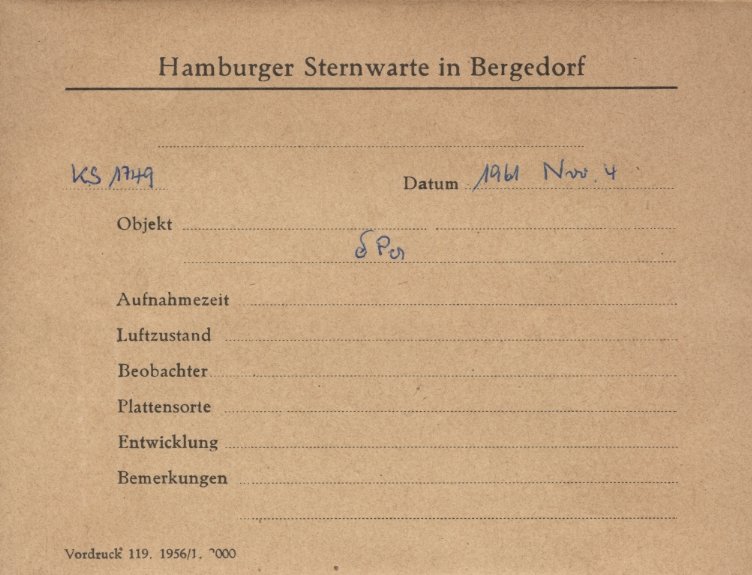 Hamburger Sternwarte in Bergedorf
KS 1749 Datum 1961 Nov. 4
Objekt
δ Per
Aufnahmezeit
Luftzustand
Beobachter
Plattensorte
Entwicklung
Bemerkungen
Vordruck 119. 1956/1. 2000